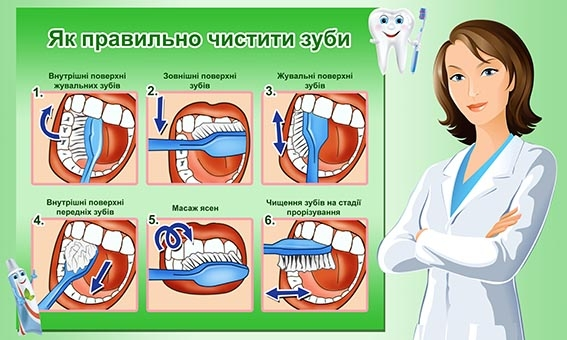 Як правильно чистити зуби
Внутрішні поверхні
жувальних зубів
Зовнішні поверхні
зубів
Жувальні поверхні
зубів
1.
2.
3.
Внутрішні поверхні
передніх зубів
Масаж ясен
Чищення зубів на стадії
прорізування
4.
5.
6.